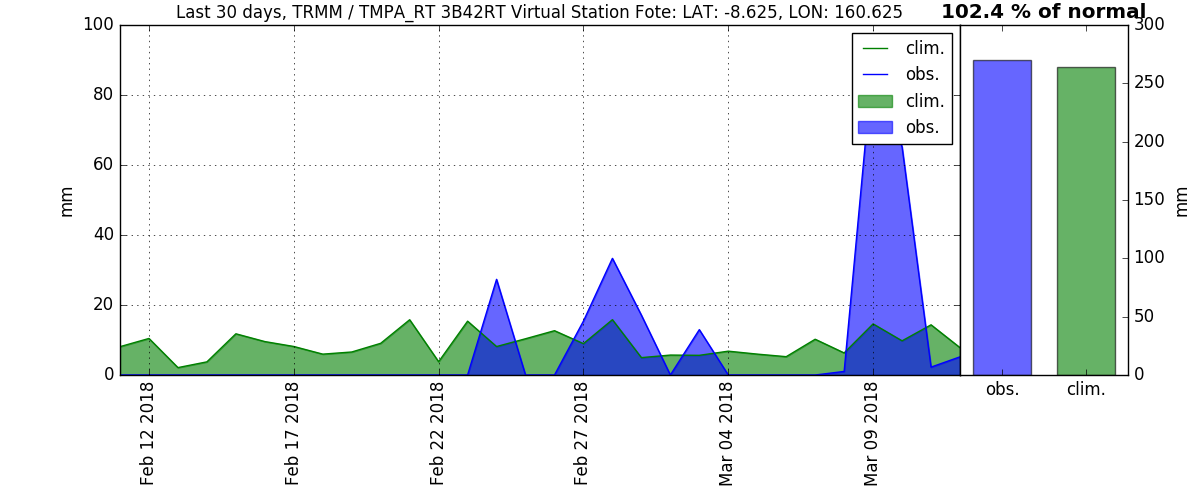 Last 30 days, TRMM / TMPA_RT 3B42RT Virtual Station Fote: LAT: -8.625, LON: 160.625
102.4 % of normal
100
80
60
40
20
0
mm
clim.
obs.
clim.
obs.
300
250
200
150
100
50
0
mm
Feb 12 2018
Feb 17 2018
Feb 22 2018
Feb 27 2018
Mar 04 2018
Mar 09 2018
obs.
clim.